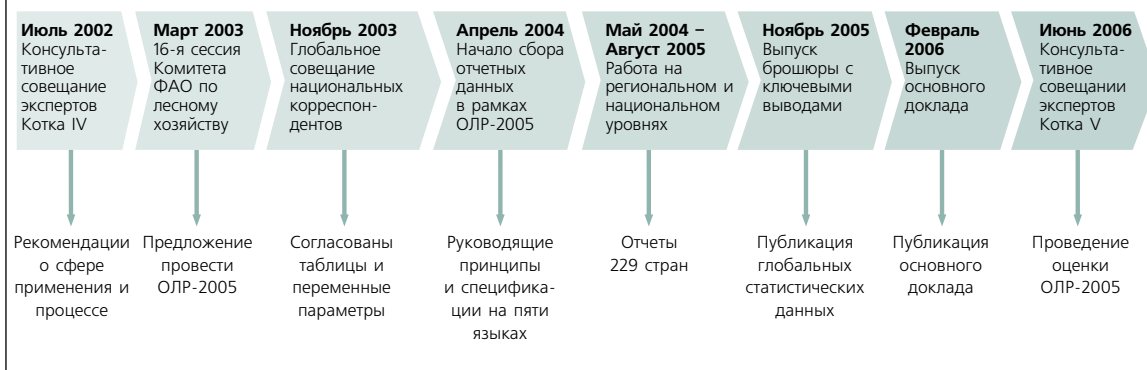 Июль 2002
Консульта-
тивное
совещание
экспертов
Котка IV
Март 2003
16-я сессия
Комитета
ФАО по
лесному
хозяйству
Ноябрь 2003
Глобальное
совещание
национальных
корреспон-
дентов
Апрель 2004
Начало сбора
отчетных
данных
в рамках
ОЛР-2005
Май 2004 –
Август 2005
Работа на
региональном и
национальном
уровнях
Ноябрь 2005
Выпуск
брошюры с
ключевыми
выводами
Февраль
2006
Выпуск
основного
доклада
Июнь 2006
Консульта-
тивное
совещании
экспертов
Котка V
Рекомендации
о сфере
применения и
процессе
Предложение
провести
ОЛР-2005
Согласованы
таблицы и
переменные
параметры
Руководящие
принципы
и специфика-
ции на пяти
языках
Отчеты
229 стран
Публикация
глобальных
статистических
данных
Публикация
основного
доклада
Проведение
оценки
ОЛР-2005